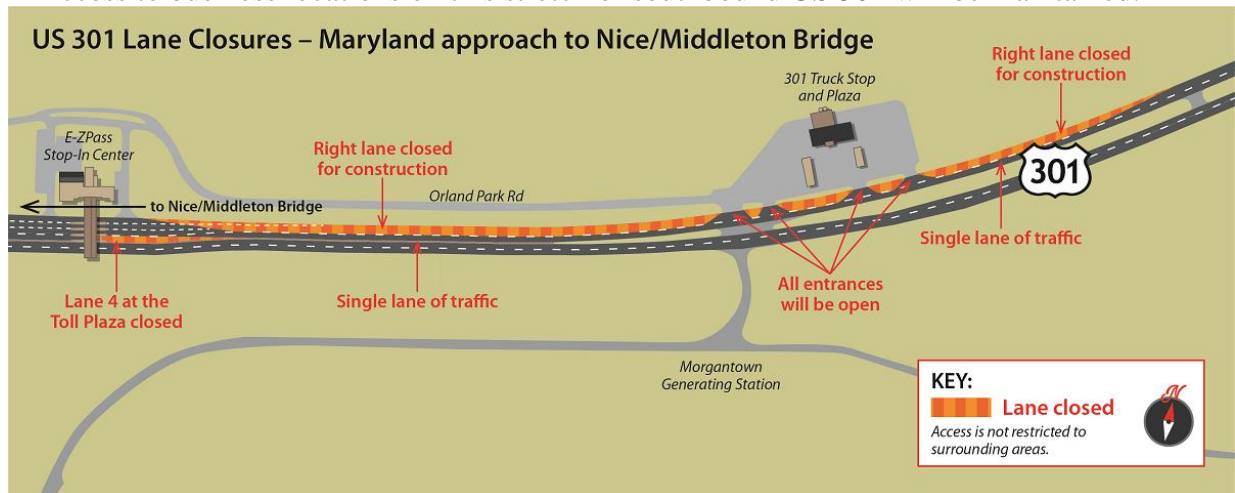 US 301 Lane Closures – Maryland approach to Nice/Middleton Bridge
Right lane closed
for construction
301 Truck Stop
and Plaza
E-ZPass
Stop-In Center
Right lane closed
for construction
Orland Park Rd
301
to Nice/Middleton Bridge
Single lane of traffic
All entrances
will be open
Lane 4 at the
Toll Plaza closed
Single lane of traffic
Morgantown
Generating Station
KEY:
Lane closed
Access is not restricted to
surrounding areas.
N